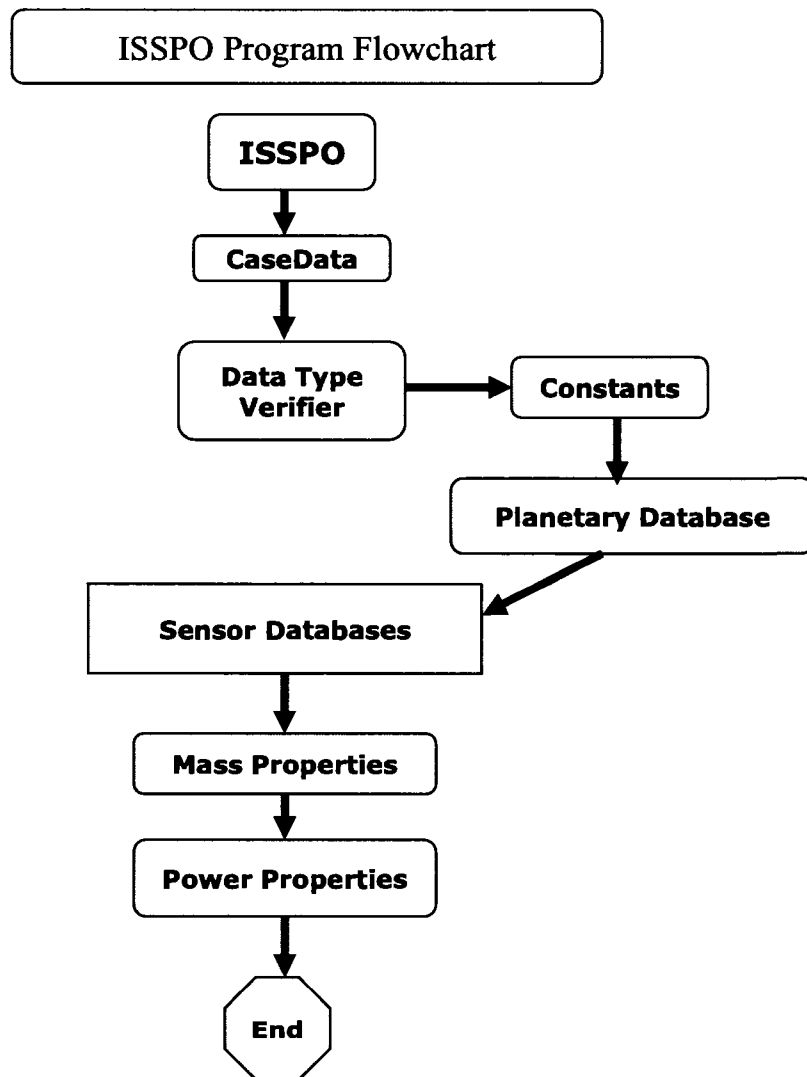 ISSPO Program Flowchart
ISSPO
CaseData
Data Type
Verifier
Constants
Planetary Database
Sensor Databases
Mass Properties
Power Properties
End